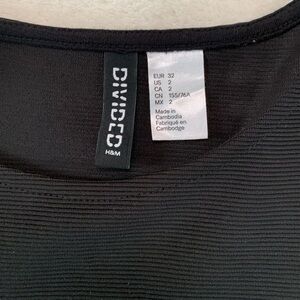 DIVIDED
H&M
EUR 32
US 2
CA 2
CN 155/76A
MX 2
Made in
Cambodia
Fabriqué en
Cambodge